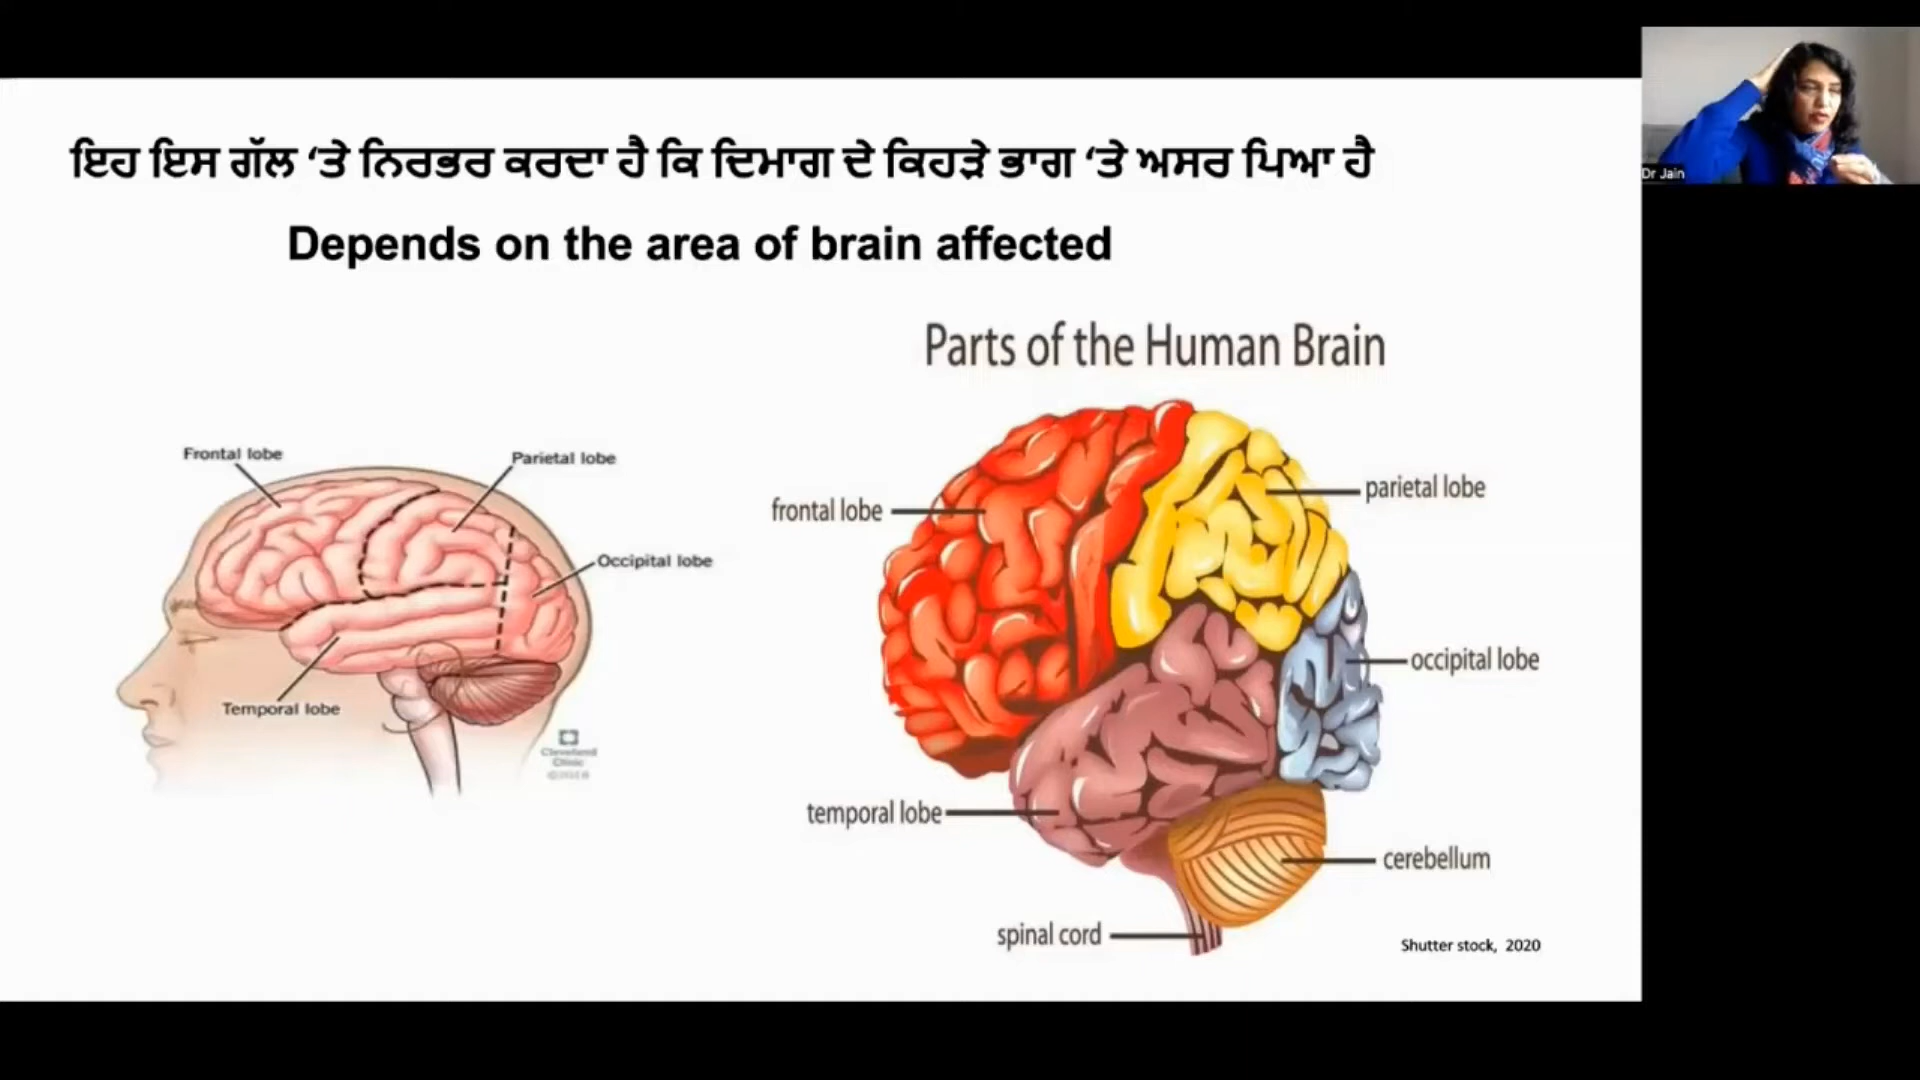 ਇਹ ਇਸ ਗੱਲ ‘ਤੇ ਨਿਰਭਰ ਕਰਦਾ ਹੈ ਕਿ ਦਿਮਾਗ ਦੇ ਕਿਹੜੇ ਭਾਗ ‘ਤੇ ਅਸਰ ਪਿਆ ਹੈ
Depends on the area of brain affected
Dr Jain
Frontal lobe
Parietal lobe
Occipital lobe
Temporal lobe
Cleveland
Clinic
Parts of the Human Brain
frontal lobe
parietal lobe
occipital lobe
temporal lobe
cerebellum
spinal cord
Shutter stock, 2020